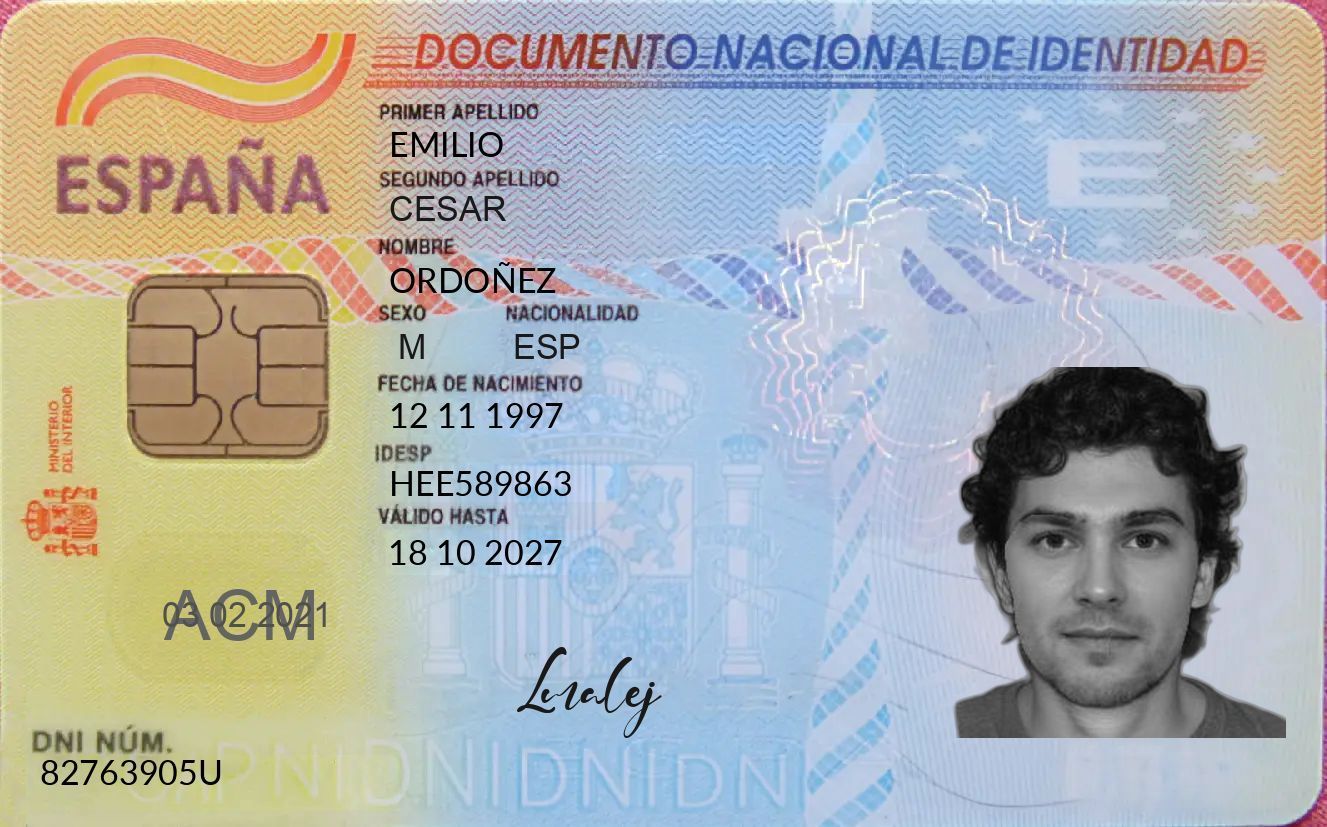 DOCUMENTO NACIONAL DE IDENTIDAD
ESPAÑA
PRIMER APELLIDO
EMILIO
SEGUNDO APELLIDO
CESAR
NOMBRE
ORDOÑEZ
SEXO NACIONALIDAD
M ESP
FECHA DE NACIMIENTO
12 11 1997
IDESP
HEE589863
VÁLIDO HASTA
18 10 2027
MINISTERIO
DEL INTERIOR
E
ACM
03 02 2021
DNI NÚM.
82763905U
DNIDNIDNIDN